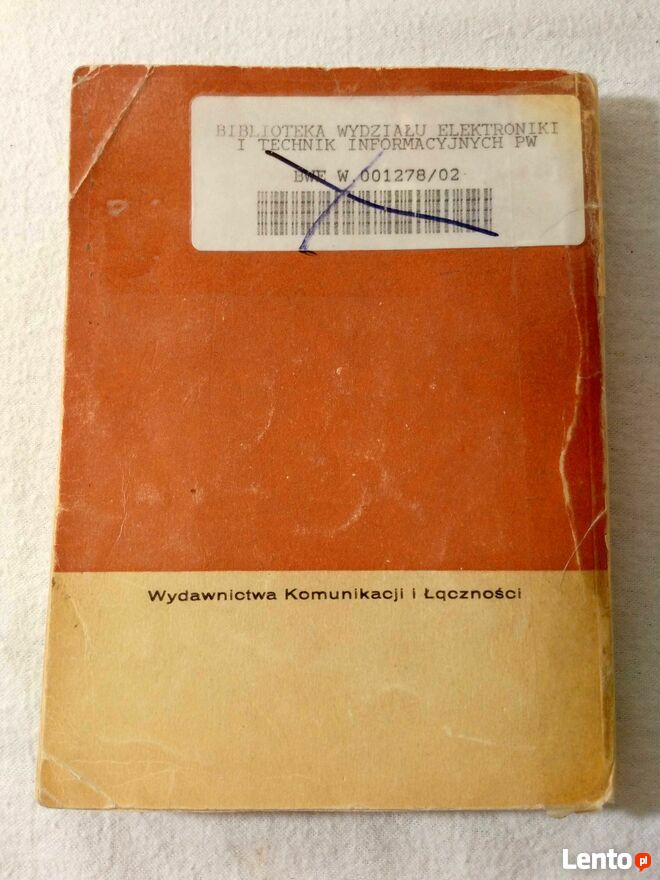 BIBLIOTEKA WYDZIAŁU ELEKTRONIKI
I TECHNIK INFORMACYJNYCH PW
BWE W.001278/02
Wydawnictwa Komunikacji i Łączności
Lento.pl